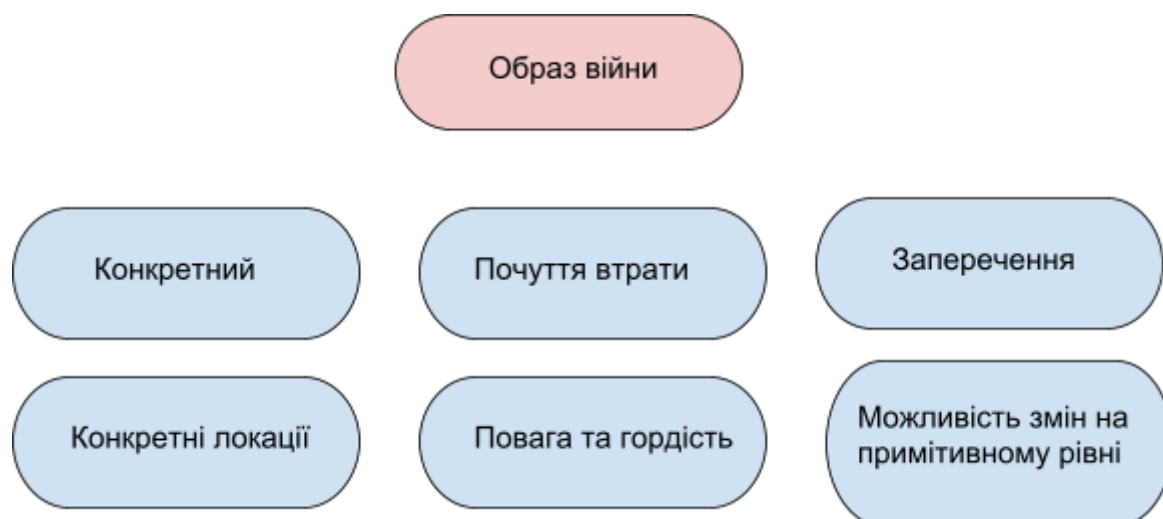 Образ війни
Конкретний
Почуття втрати
Заперечення
Конкретні локації
Повага та гордість
Можливість змін на
примітивному рівні